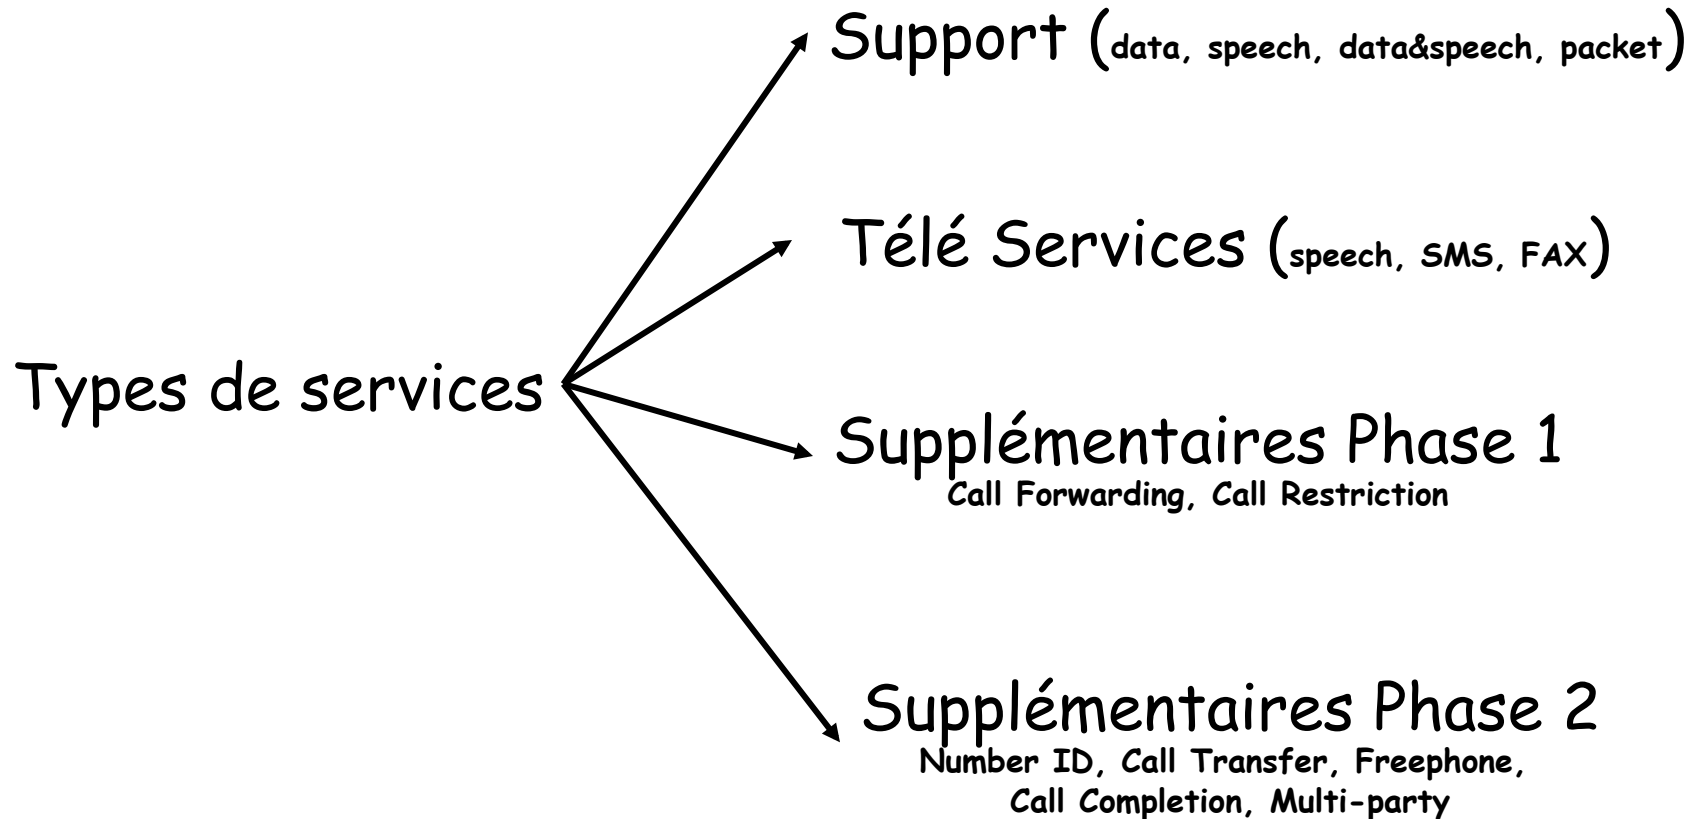 Support (data, speech, data&speech, packet)
Télé Services (speech, SMS, FAX)
Types de services
Supplémentaires Phase 1
Call Forwarding, Call Restriction
Supplémentaires Phase 2
Number ID, Call Transfer, Freephone,
Call Completion, Multi-party